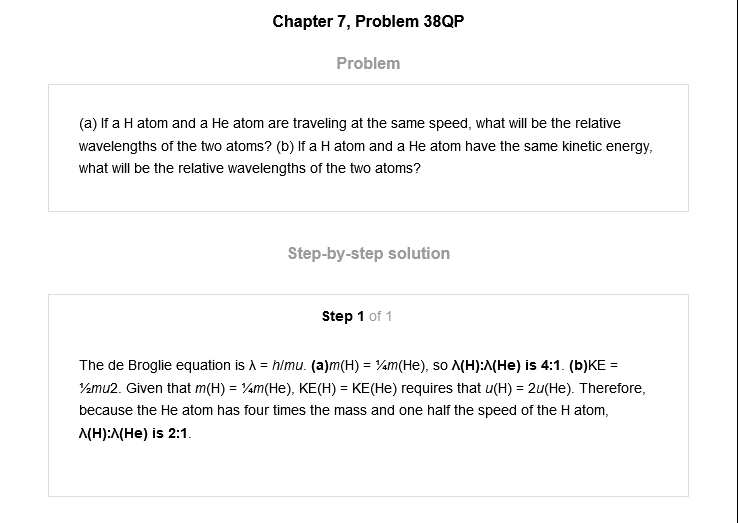 Chapter 7, Problem 38QP
Problem
(a) If a H atom and a He atom are traveling at the same speed, what will be the relative
wavelengths of the two atoms? (b) If a H atom and a He atom have the same kinetic energy,
what will be the relative wavelengths of the two atoms?
Step-by-step solution
Step 1 of 1
The de Broglie equation is λ = h/mu. (a)m(H) = ¼m(He), so λ(H):λ(He) is 4:1. (b)KE =
½mu2. Given that m(H) = ¼m(He), KE(H) = KE(He) requires that u(H) = 2u(He). Therefore,
because the He atom has four times the mass and one half the speed of the H atom,
λ(H):λ(He) is 2:1.